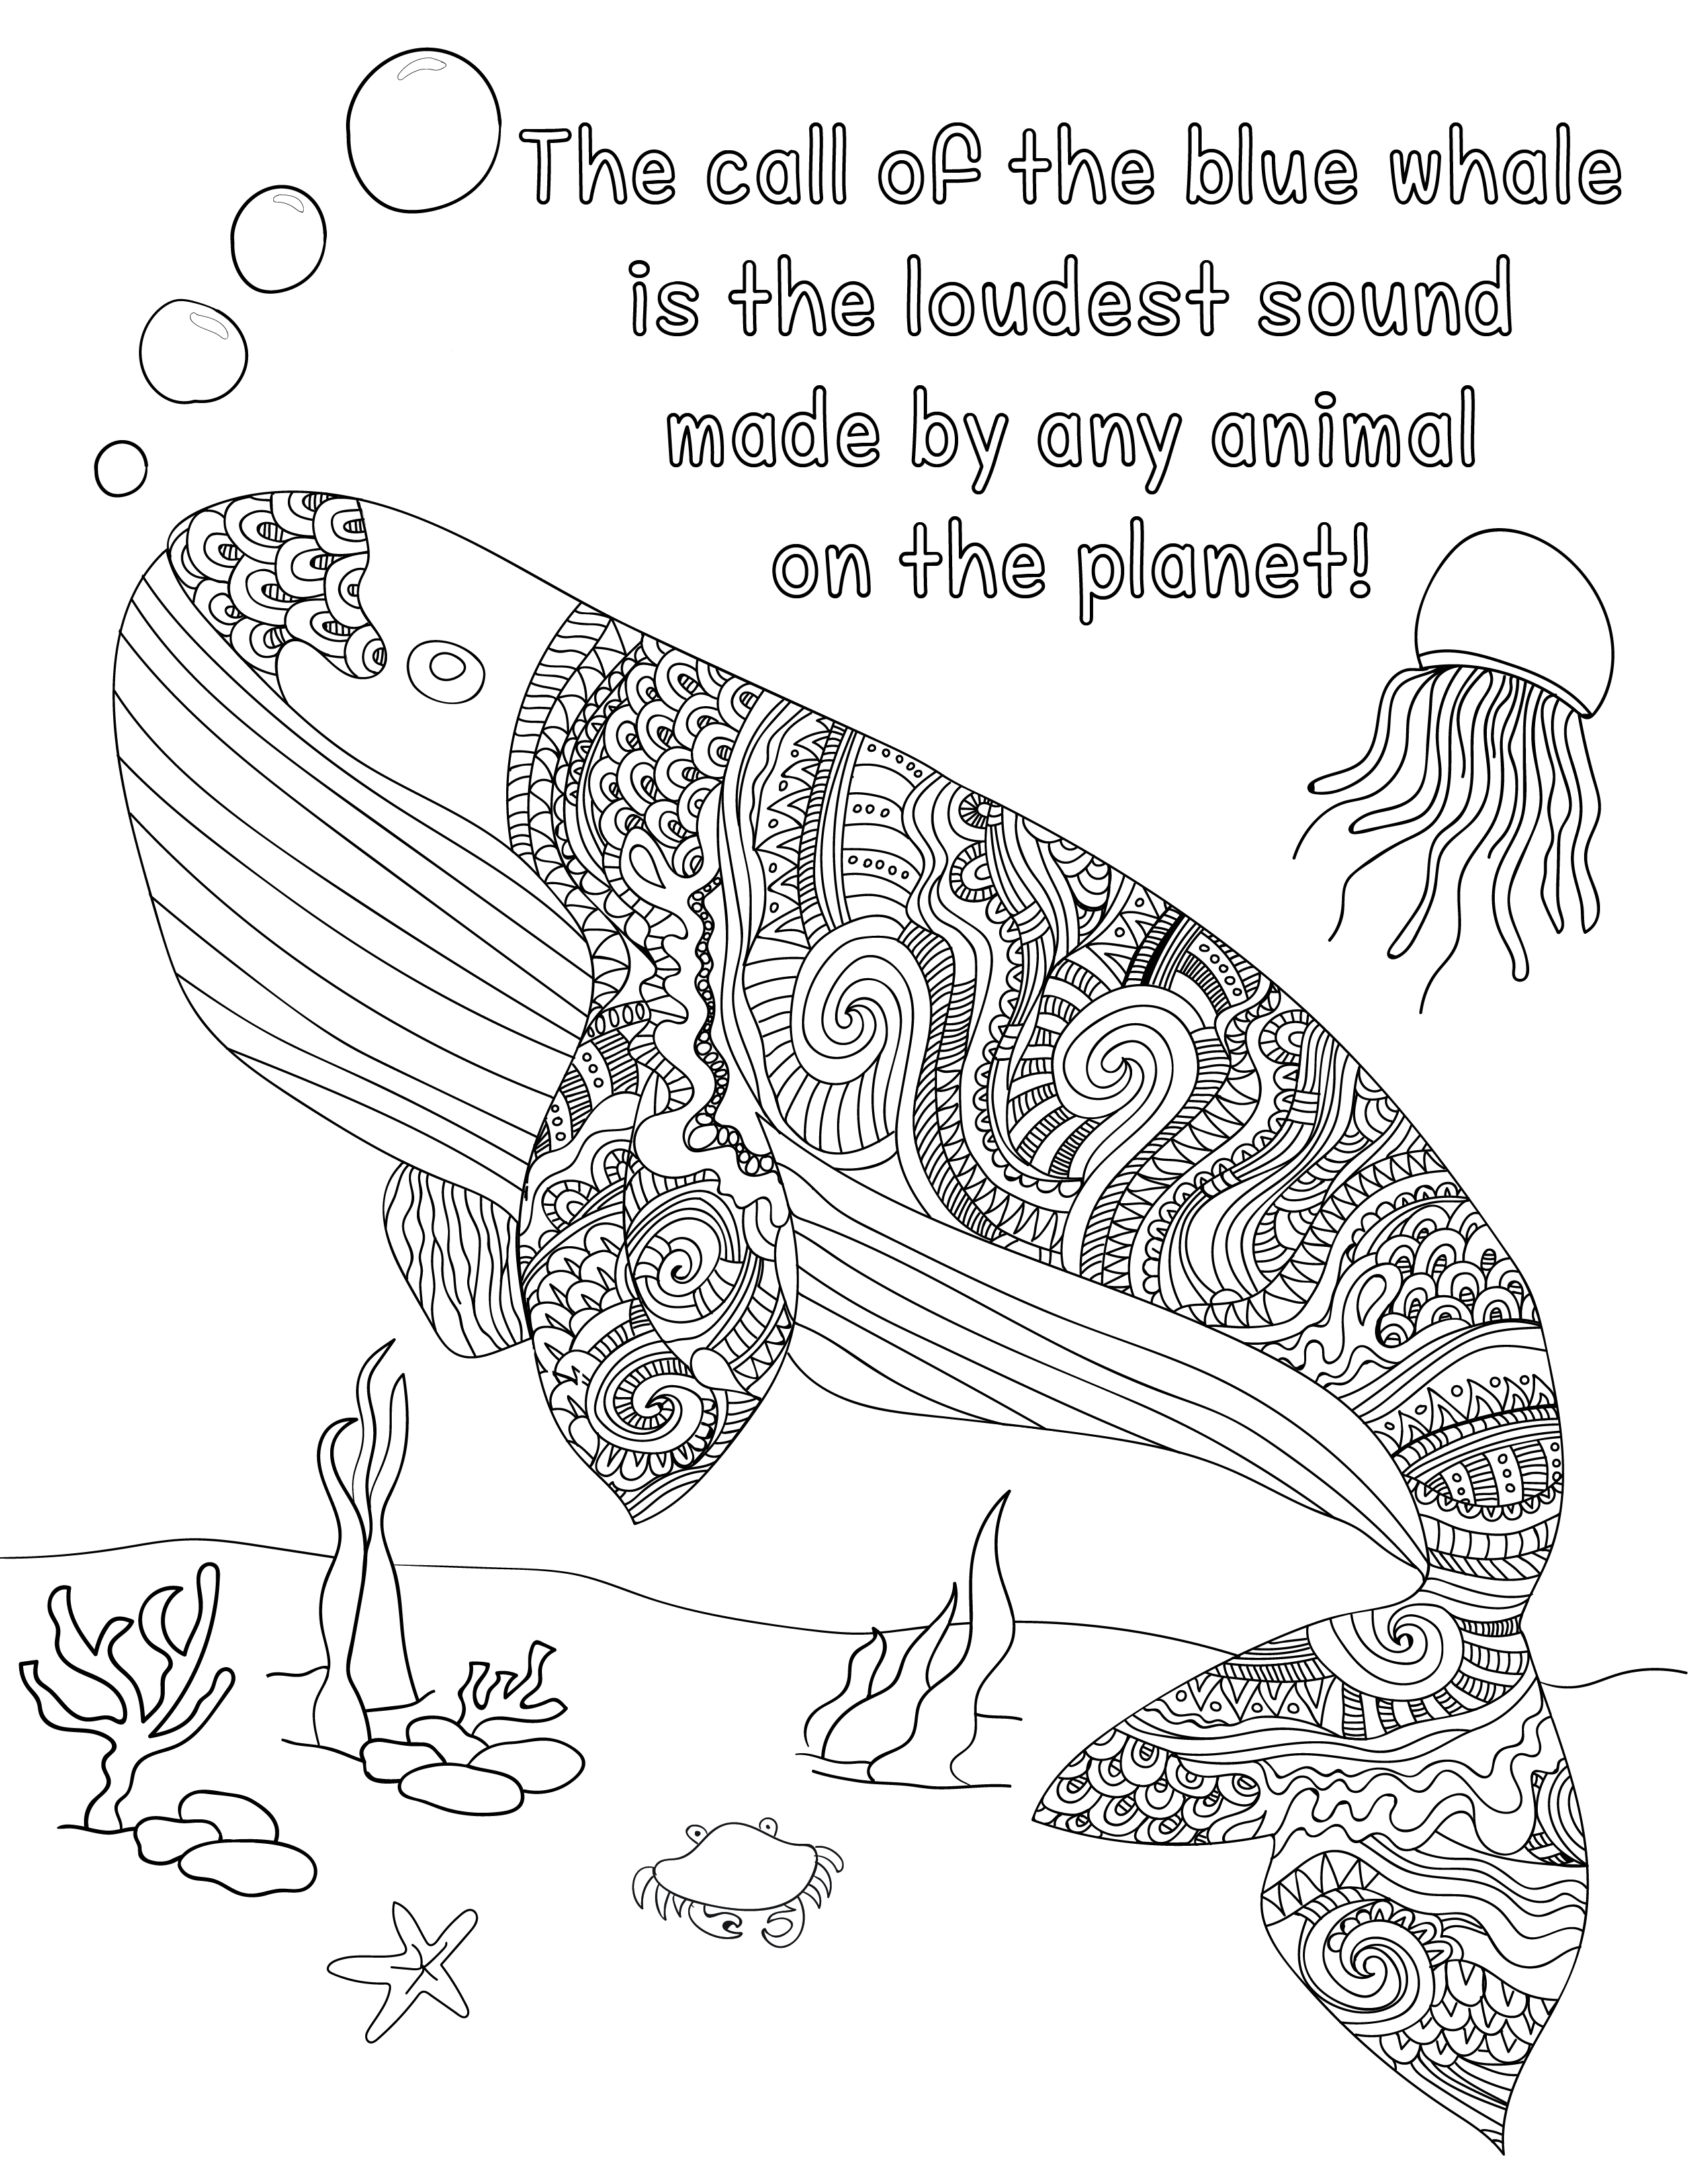 The call of the blue whale
is the loudest sound
made by any animal
on the planet!